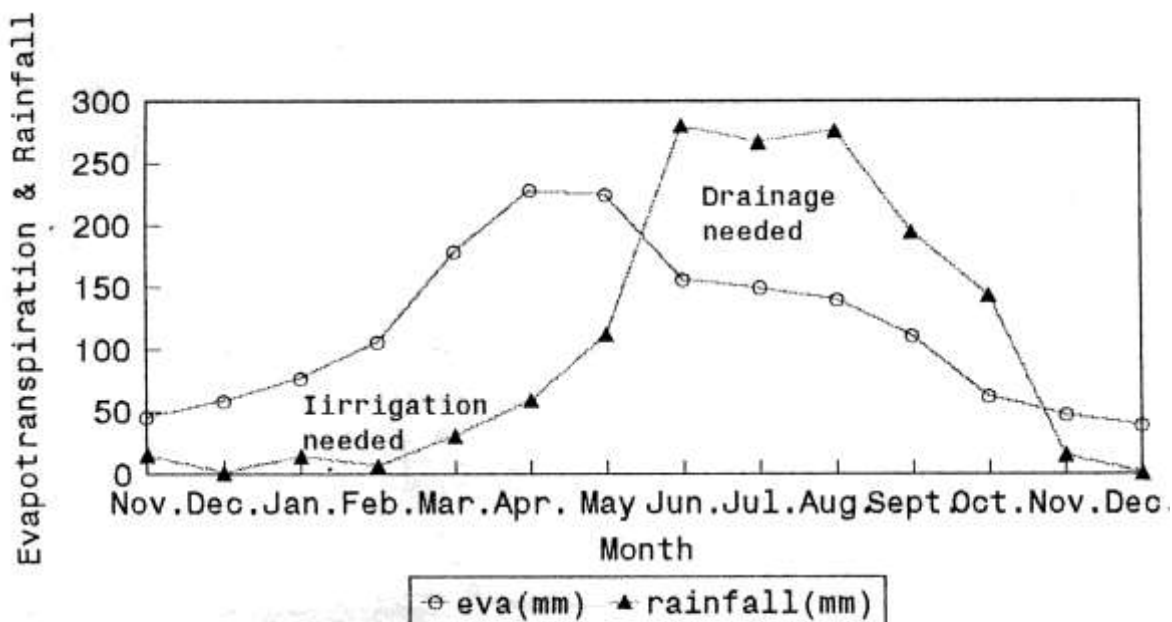 Evapotranspiration & Rainfall
300
250
200
150
100
50
0
Drainage
needed
Iirrigation
needed
Nov. Dec. Jan. Feb. Mar. Apr. May Jun. Jul. Aug. Sept. Oct. Nov. Dec.
Month
eva(mm) rainfall(mm)